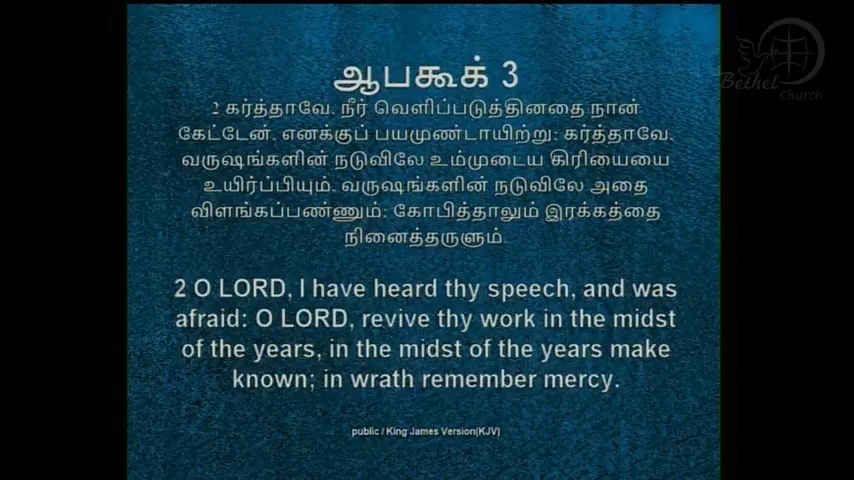 Bethel
Church
ஆபகூக் 3
2 கர்த்தாவே, நீர் வெளிப்படுத்தினதை நான்
கேட்டேன், எனக்குப் பயமுண்டாயிற்று; கர்த்தாவே,
வருஷங்களின் நடுவிலே உம்முடைய கிரியையை
உயிர்ப்பியும், வருஷங்களின் நடுவிலே அதை
விளங்கப்பண்ணும்; கோபித்தாலும் இரக்கத்தை
நினைத்தருளும்.
2 O LORD, I have heard thy speech, and was
afraid: O LORD, revive thy work in the midst
of the years, in the midst of the years make
known; in wrath remember mercy.
public / King James Version(KJV)